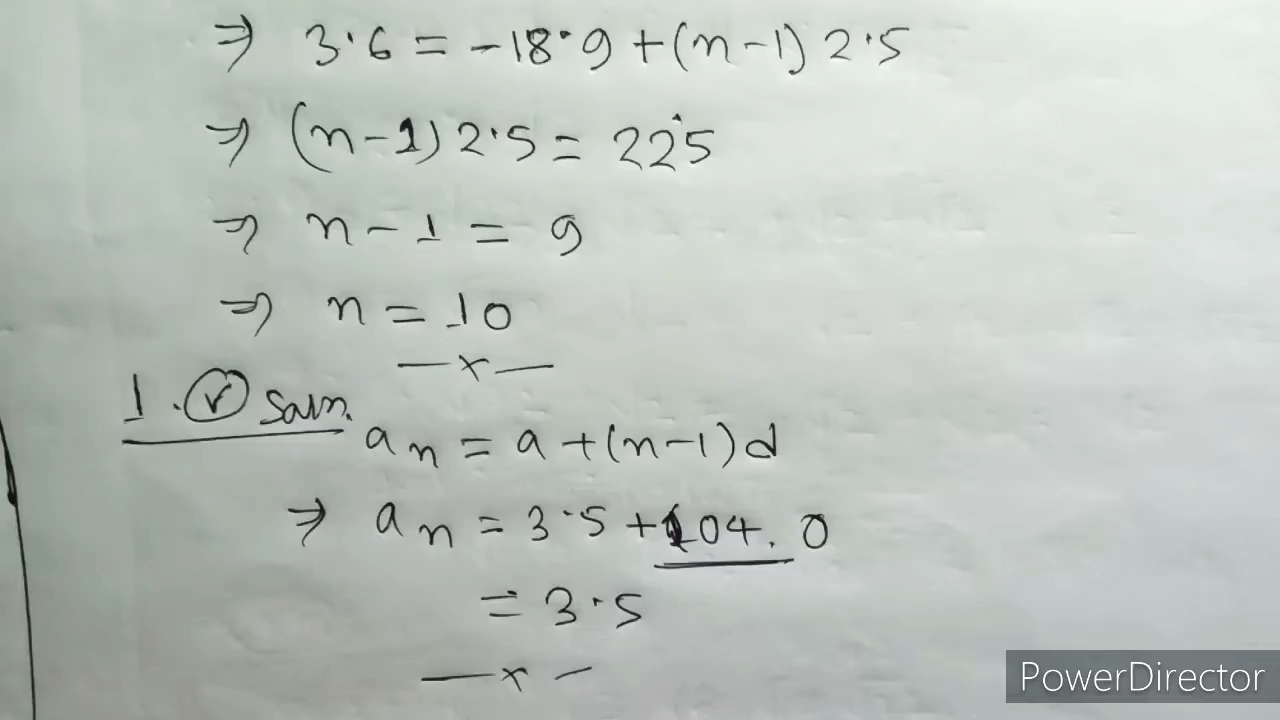 ⇒ 3·6 = -18·9 + (n-1) 2·5
⇒ (n-1) 2·5 = 22·5
⇒ n-1 = 9
⇒ n = 10
—x—
1. (v) Soln.
an = a + (n-1)d
⇒ an = 3·5 + 104. 0
= 3·5
—x—
PowerDirector